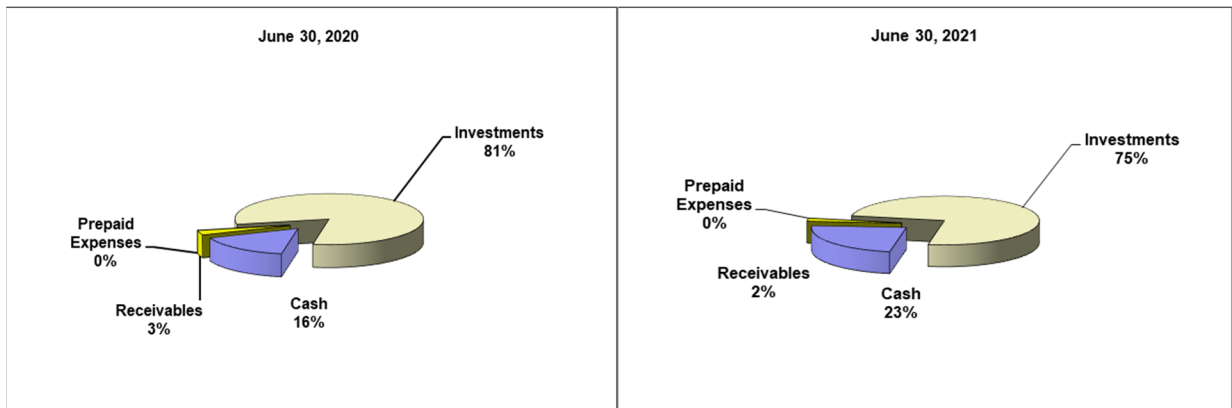 June 30, 2020
Investments
81%
Prepaid
Expenses
0%
Receivables
3%
Cash
16%
June 30, 2021
Investments
75%
Prepaid
Expenses
0%
Receivables
2%
Cash
23%